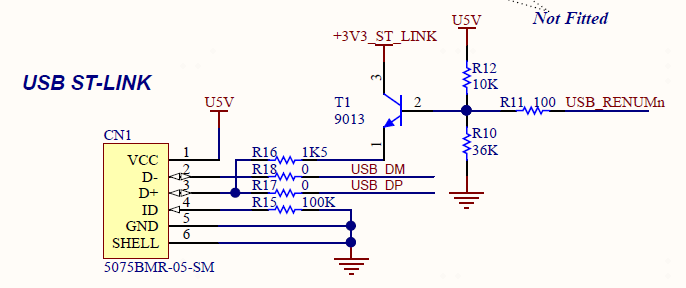 Not Fitted
U5V
+3V3_ST_LINK
R12
10K
USB ST-LINK
U5V
T1
9013
3
2
1
R11 100 USB_RENUMn
R10
36K
CN1
VCC 1 R16 1K5
D- 2 R18 0 USB_DM
D+ 3 R17 0 USB_DP
ID 4 R15 100K
GND 5
SHELL 6
5075BMR-05-SM